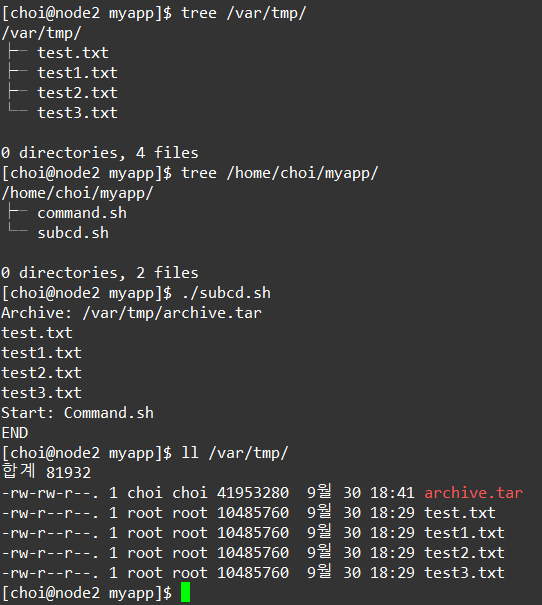 [choi@node2 myapp]$ tree /var/tmp/
/var/tmp/
├─ test.txt
├─ test1.txt
├─ test2.txt
└─ test3.txt
0 directories, 4 files
[choi@node2 myapp]$ tree /home/choi/myapp/
/home/choi/myapp/
├─ command.sh
└─ subcd.sh
0 directories, 2 files
[choi@node2 myapp]$ ./subcd.sh
Archive: /var/tmp/archive.tar
test.txt
test1.txt
test2.txt
test3.txt
Start: Command.sh
END
[choi@node2 myapp]$ ll /var/tmp/
합계 81932
-rw-rw-r--. 1 choi choi 41953280  9월 30 18:41 archive.tar
-rw-r--r--. 1 root root 10485760  9월 30 18:29 test.txt
-rw-r--r--. 1 root root 10485760  9월 30 18:29 test1.txt
-rw-r--r--. 1 root root 10485760  9월 30 18:29 test2.txt
-rw-r--r--. 1 root root 10485760  9월 30 18:29 test3.txt
[choi@node2 myapp]$